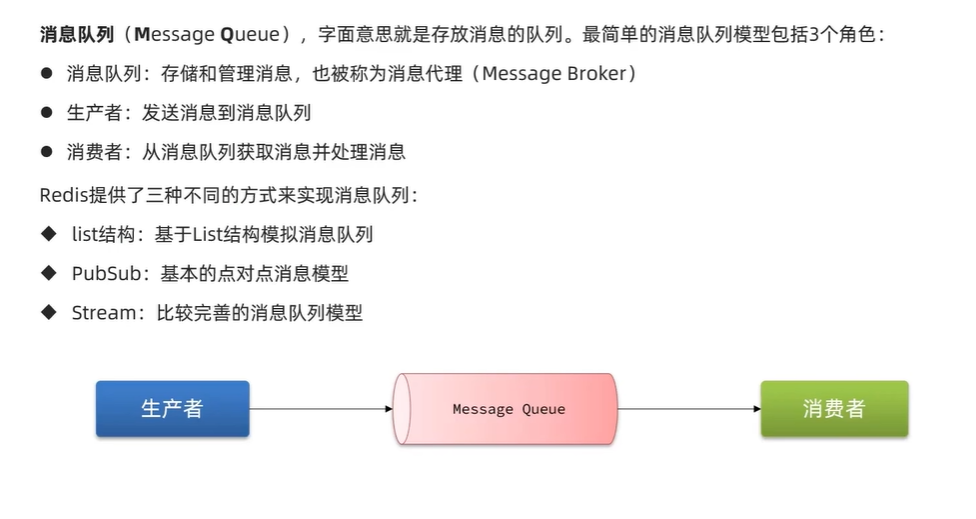 消息队列（Message Queue），字面意思就是存放消息的队列。最简单的消息队列模型包括3个角色：
● 消息队列：存储和管理消息，也被称为消息代理（Message Broker）
● 生产者：发送消息到消息队列
● 消费者：从消息队列获取消息并处理消息
Redis提供了三种不同的方式来实现消息队列：
◆ list结构：基于List结构模拟消息队列
◆ PubSub：基本的点对点消息模型
◆ Stream：比较完善的消息队列模型
生产者 Message Queue 消费者